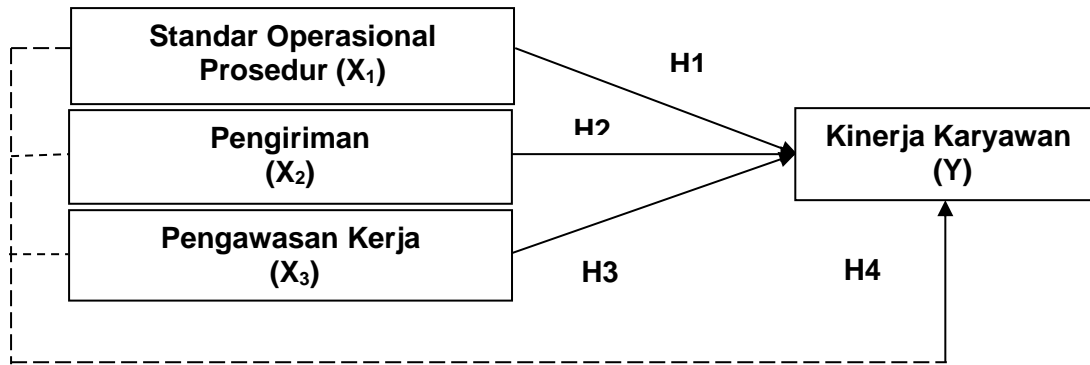 Standar Operasional
Prosedur (X₁)
H1
Pengiriman
(X₂)
H2
Kinerja Karyawan
(Y)
Pengawasan Kerja
(X₃)
H3
H4